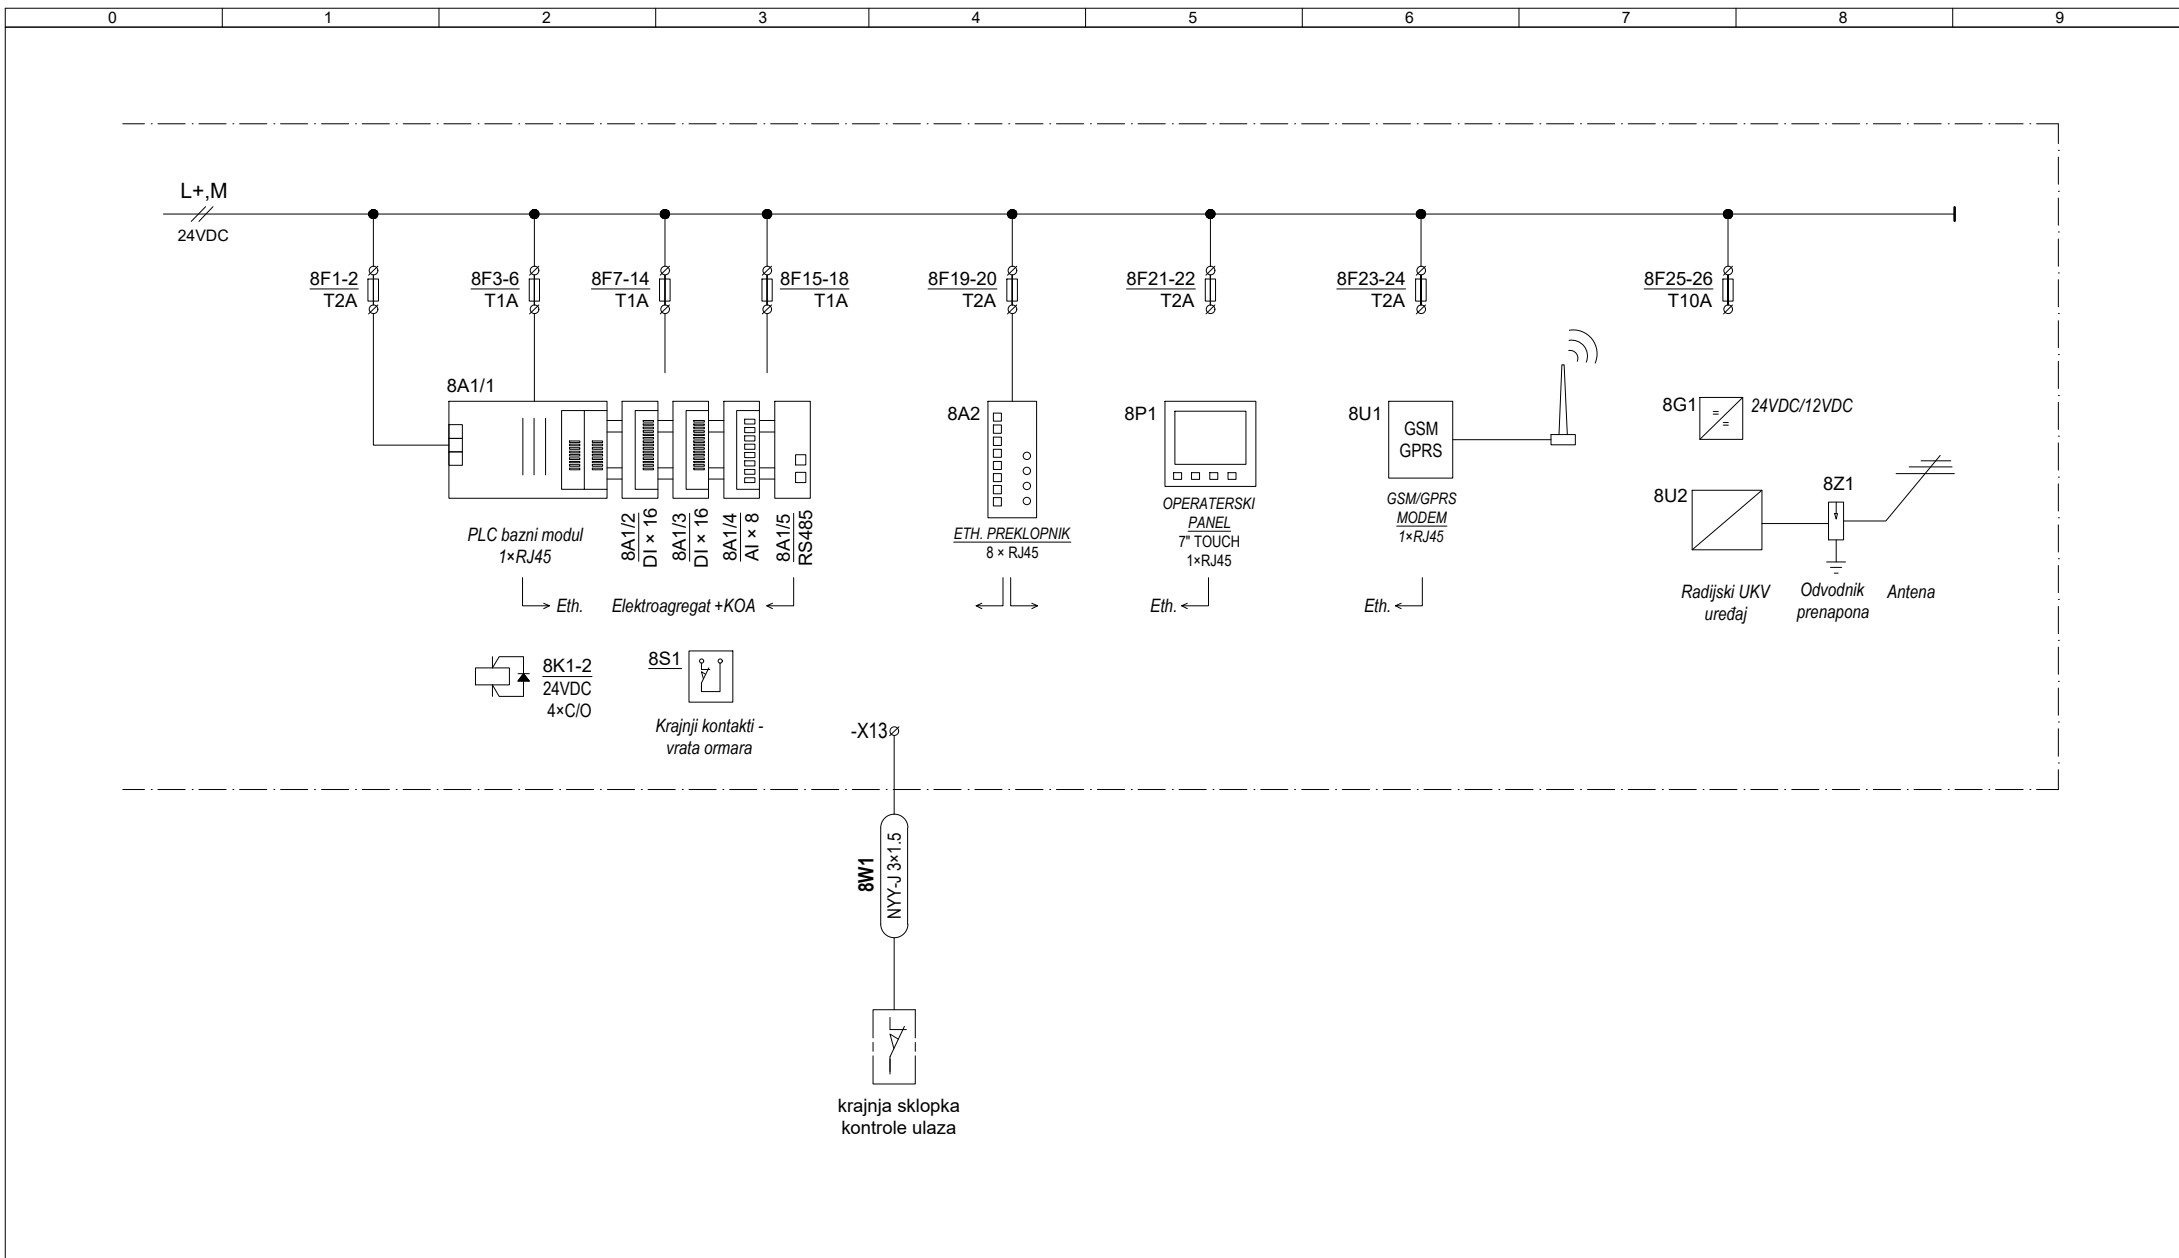 0 1 2 3 4 5 6 7 8 9
L+,M
24VDC
8F1-2
T2A
8F3-6
T1A
8F7-14
T1A
8F15-18
T1A
8F19-20
T2A
8F21-22
T2A
8F23-24
T2A
8F25-26
T10A
8A1/1
PLC bazni modul
1×RJ45
Eth.
8A1/2
DI × 16
8A1/3
DI × 16
8A1/4
AI × 8
8A1/5
RS485
Elektroagregat +KOA
8A2
ETH. PREKLOPNIK
8 × RJ45
8P1
OPERATERSKI
PANEL
7" TOUCH
1×RJ45
Eth.
8U1
GSM
GPRS
GSM/GPRS
MODEM
1×RJ45
Eth.
8G1
=
=
24VDC/12VDC
8U2
Radijski UKV
uređaj
8Z1
Odvodnik
prenapona
Antena
8K1-2
24VDC
4×C/O
8S1
Krajnji kontakti -
vrata ormara
-X13
8W1
NYY-J 3×1.5
krajnja sklopka
kontrole ulaza